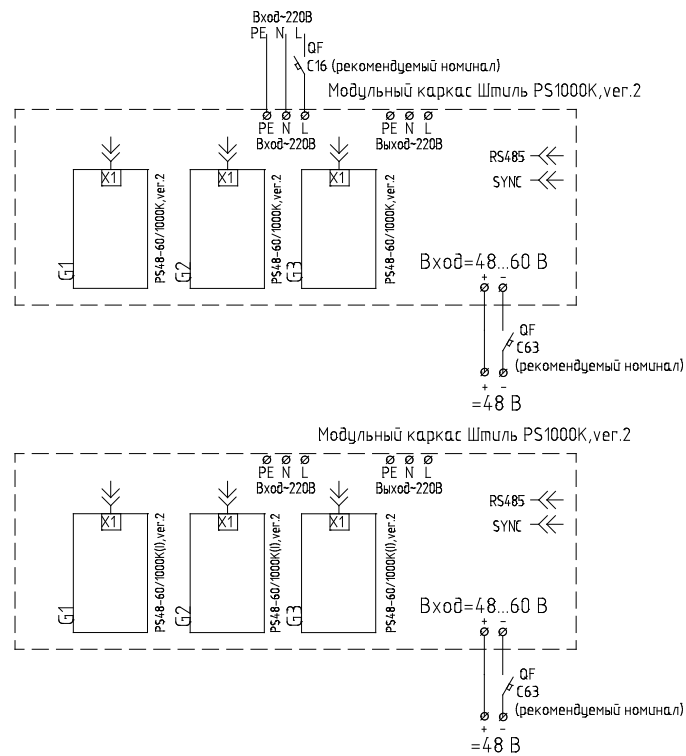 Вход~220В
PE N L
QF
C16 (рекомендуемый номинал)
Модульный каркас Штиль PS1000K,ver.2
PE N L
Вход~220В
PE N L
Выход~220В
X1
G1
PS48-60/1000K,ver.2
X1
G2
PS48-60/1000K,ver.2
X1
G3
PS48-60/1000K,ver.2
RS485
SYNC
Вход=48...60 В
+ -
QF
C63
(рекомендуемый номинал)
+ -
=48 В
Модульный каркас Штиль PS1000K,ver.2
PE N L
Вход~220В
PE N L
Выход~220В
X1
G1
PS48-60/1000K(I),ver.2
X1
G2
PS48-60/1000K(I),ver.2
X1
G3
PS48-60/1000K(I),ver.2
RS485
SYNC
Вход=48...60 В
+ -
QF
C63
(рекомендуемый номинал)
+ -
=48 В